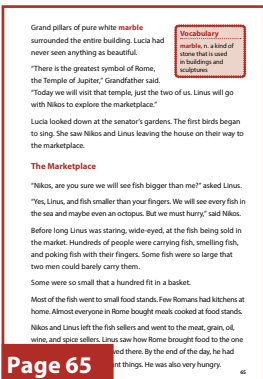 Grand pillars of pure white marble
surrounded the entire building. Lucia had
never seen anything as beautiful.
"There is the greatest symbol of Rome,
the Temple of Jupiter," Grandfather said.
"Today we will visit that temple, just the two of us. Linus will go
with Nikos to explore the marketplace."
Vocabulary
marble, n. a kind of
stone that is used
in buildings and
sculptures
Lucia looked down at the senator's gardens. The first birds began
to sing. She saw Nikos and Linus leaving the house on their way to
the marketplace.
The Marketplace
"Nikos, are you sure we will see fish bigger than me?" asked Linus.
"Yes, Linus, and fish smaller than your fingers. We will see every fish in
the sea and maybe even an octopus. But we must hurry," said Nikos.
Before long Linus was staring, wide-eyed, at the fish being sold in
the market. Hundreds of people were carrying fish, smelling fish,
and poking fish with their fingers. Some fish were so large that
two men could barely carry them.
Some were so small that a hundred fit in a basket.
Most of the fish went to small food stands. Few Romans had kitchens at
home. Almost everyone in Rome bought meals cooked at food stands.
Nikos and Linus left the fish sellers and went to the meat, grain, oil,
wine, and spice sellers. Linus saw how Rome brought food to the one
ved there. By the end of the day, he had
nt things. He was also very hungry.
Page 65
65